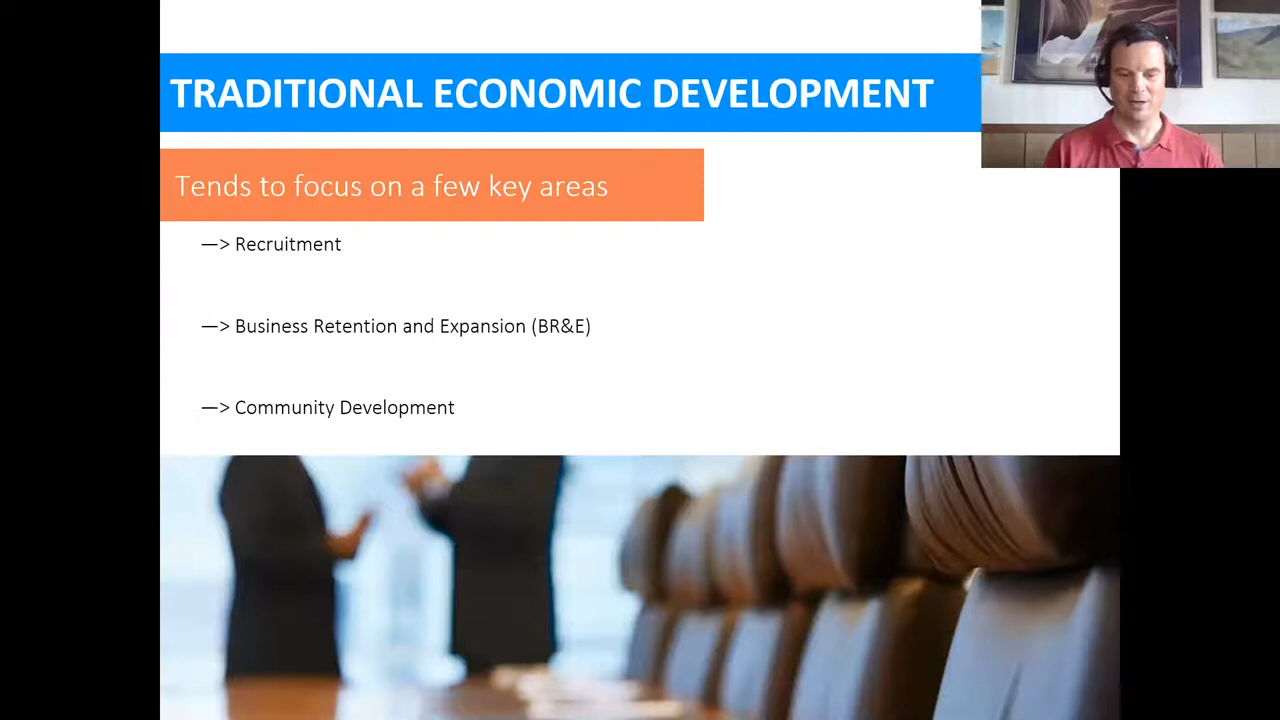 TRADITIONAL ECONOMIC DEVELOPMENT
Tends to focus on a few key areas
—> Recruitment
—> Business Retention and Expansion (BR&E)
—> Community Development